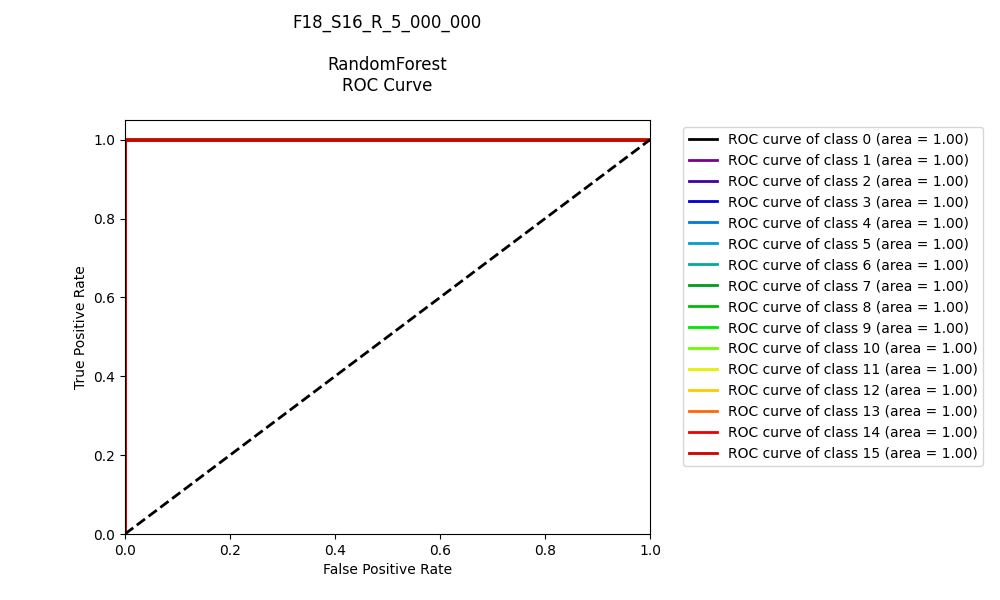 F18_S16_R_5_000_000
RandomForest
ROC Curve
1.0
0.8
0.6
0.4
0.2
0.0
True Positive Rate
0.0 0.2 0.4 0.6 0.8 1.0
False Positive Rate
ROC curve of class 0 (area = 1.00)
ROC curve of class 1 (area = 1.00)
ROC curve of class 2 (area = 1.00)
ROC curve of class 3 (area = 1.00)
ROC curve of class 4 (area = 1.00)
ROC curve of class 5 (area = 1.00)
ROC curve of class 6 (area = 1.00)
ROC curve of class 7 (area = 1.00)
ROC curve of class 8 (area = 1.00)
ROC curve of class 9 (area = 1.00)
ROC curve of class 10 (area = 1.00)
ROC curve of class 11 (area = 1.00)
ROC curve of class 12 (area = 1.00)
ROC curve of class 13 (area = 1.00)
ROC curve of class 14 (area = 1.00)
ROC curve of class 15 (area = 1.00)